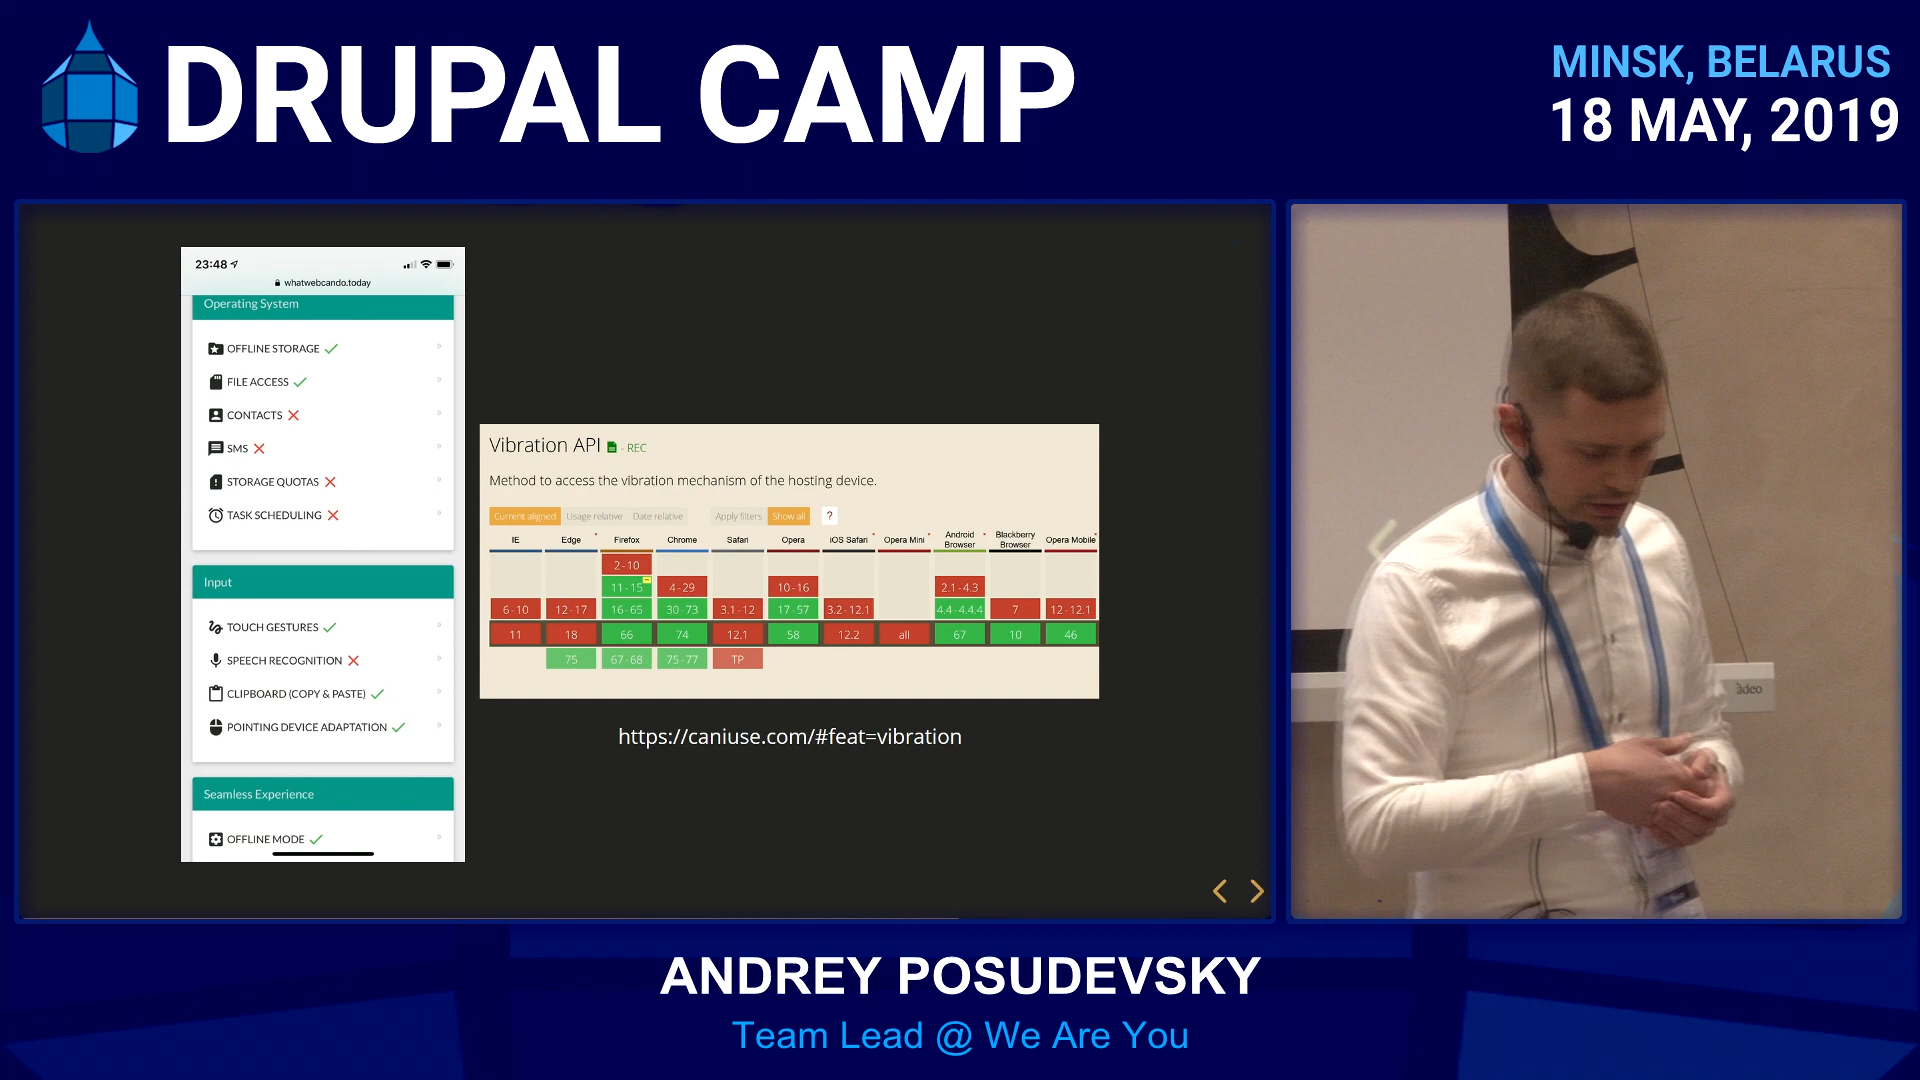 DRUPAL CAMP
MINSK, BELARUS
18 MAY, 2019
23:48
whatwebcando.today
Operating System
OFFLINE STORAGE
FILE ACCESS
CONTACTS
SMS
STORAGE QUOTAS
TASK SCHEDULING
Input
TOUCH GESTURES
SPEECH RECOGNITION
CLIPBOARD (COPY & PASTE)
POINTING DEVICE ADAPTATION
Seamless Experience
OFFLINE MODE
Vibration API - REC
Method to access the vibration mechanism of the hosting device.
Current aligned Usage relative Date relative Apply filters Show all ?
IE Edge Firefox Chrome Safari Opera iOS Safari Opera Mini Android Browser Blackberry Browser Opera Mobile
2-10
11-15 4-29 10-16 2.1-4.3
6-10 12-17 16-65 30-73 3.1-12 17-57 3.2-12.1 4.4-4.4.4 7 12-12.1
11 18 66 74 12.1 58 12.2 all 67 10 46
75 67-68 75-77 TP
https://caniuse.com/#feat=vibration
adeo
ANDREY POSUDEVSKY
Team Lead @ We Are You